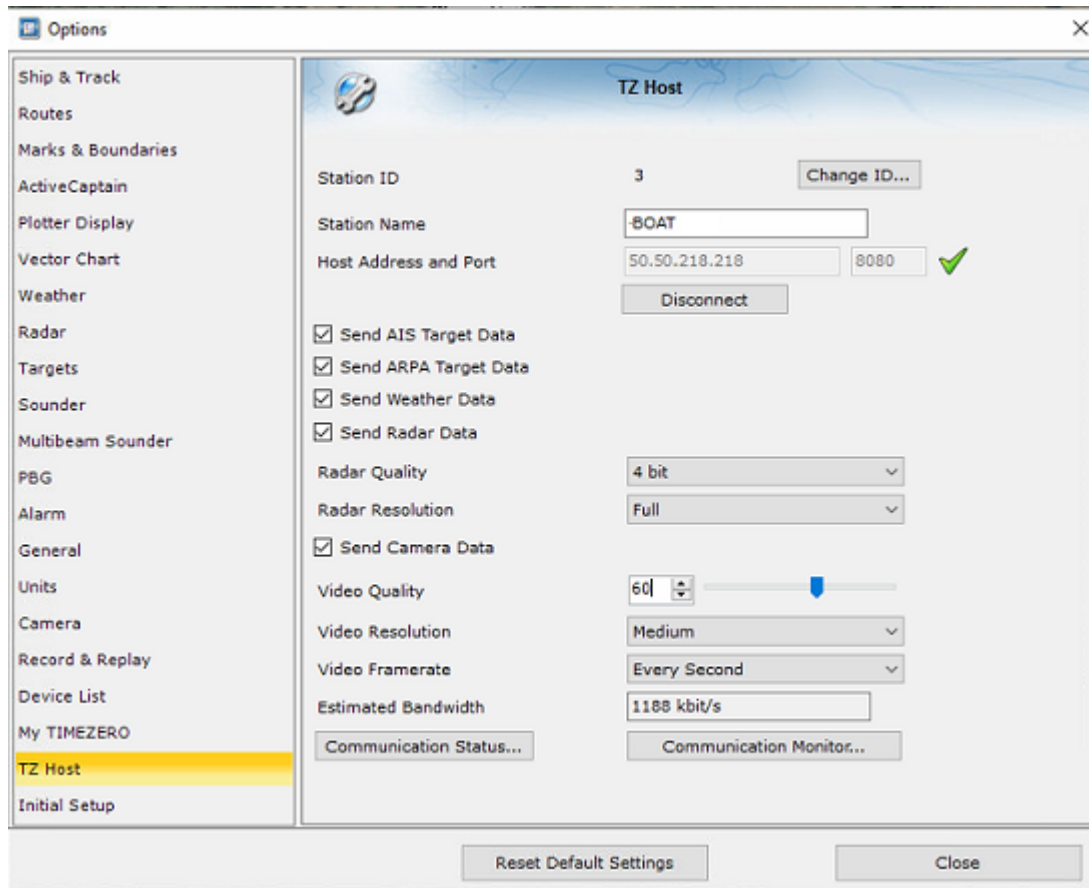 Options
Ship & Track
Routes
Marks & Boundaries
ActiveCaptain
Plotter Display
Vector Chart
Weather
Radar
Targets
Sounder
Multibeam Sounder
PBG
Alarm
General
Units
Camera
Record & Replay
Device List
My TIMEZERO
TZ Host
Initial Setup
TZ Host
Station ID 3 Change ID...
Station Name -BOAT
Host Address and Port 50.50.218.218 8080
Disconnect
Send AIS Target Data
Send ARPA Target Data
Send Weather Data
Send Radar Data
Radar Quality 4 bit
Radar Resolution Full
Send Camera Data
Video Quality 60
Video Resolution Medium
Video Framerate Every Second
Estimated Bandwidth 1188 kbit/s
Communication Status... Communication Monitor...
Reset Default Settings Close